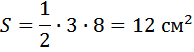 S = 1/2 · 3 · 8 = 12 см²